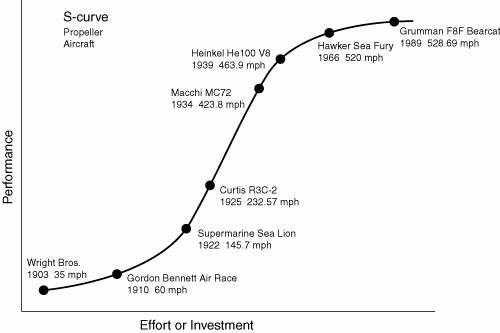 S-curve
Propeller
Aircraft
Grumman F8F Bearcat
1989 528.69 mph
Hawker Sea Fury
1966 520 mph
Heinkel He100 V8
1939 463.9 mph
Macchi MC72
1934 423.8 mph
Curtis R3C-2
1925 232.57 mph
Supermarine Sea Lion
1922 145.7 mph
Wright Bros.
1903 35 mph
Gordon Bennett Air Race
1910 60 mph
Performance
Effort or Investment